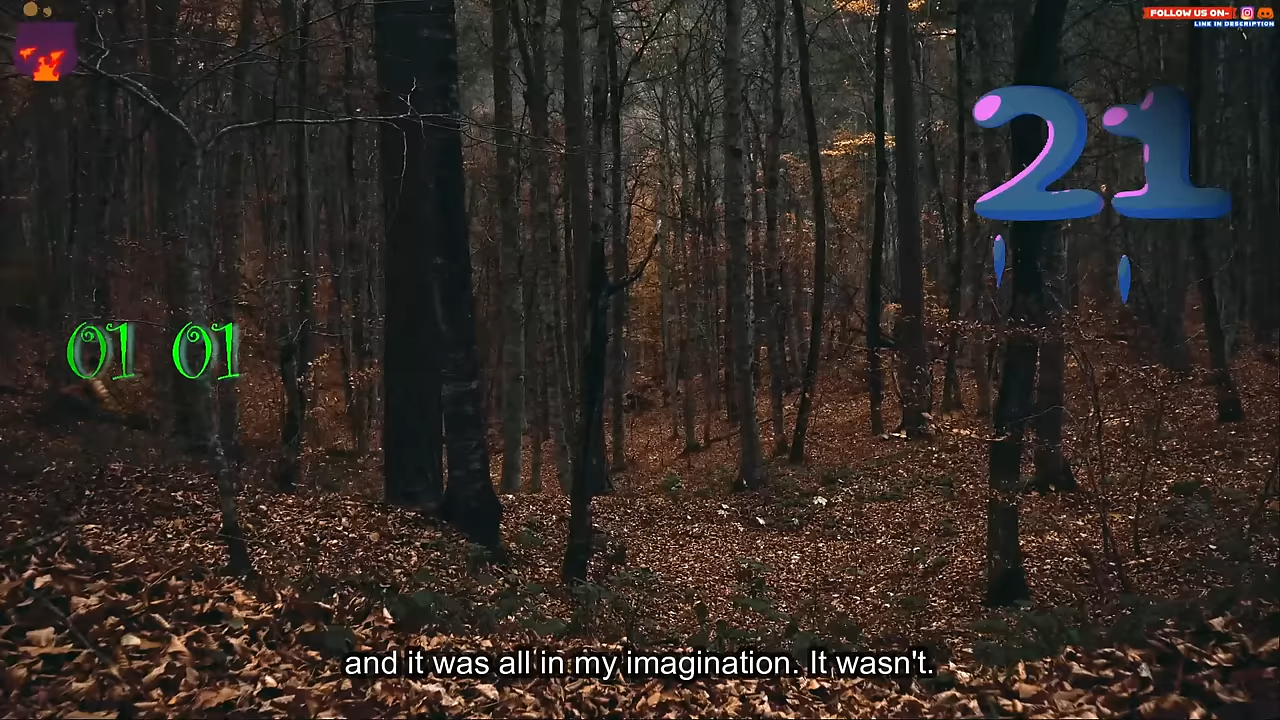 FOLLOW US ON-
LINK IN DESCRIPTION
21
01 01
and it was all in my imagination. It wasn't.